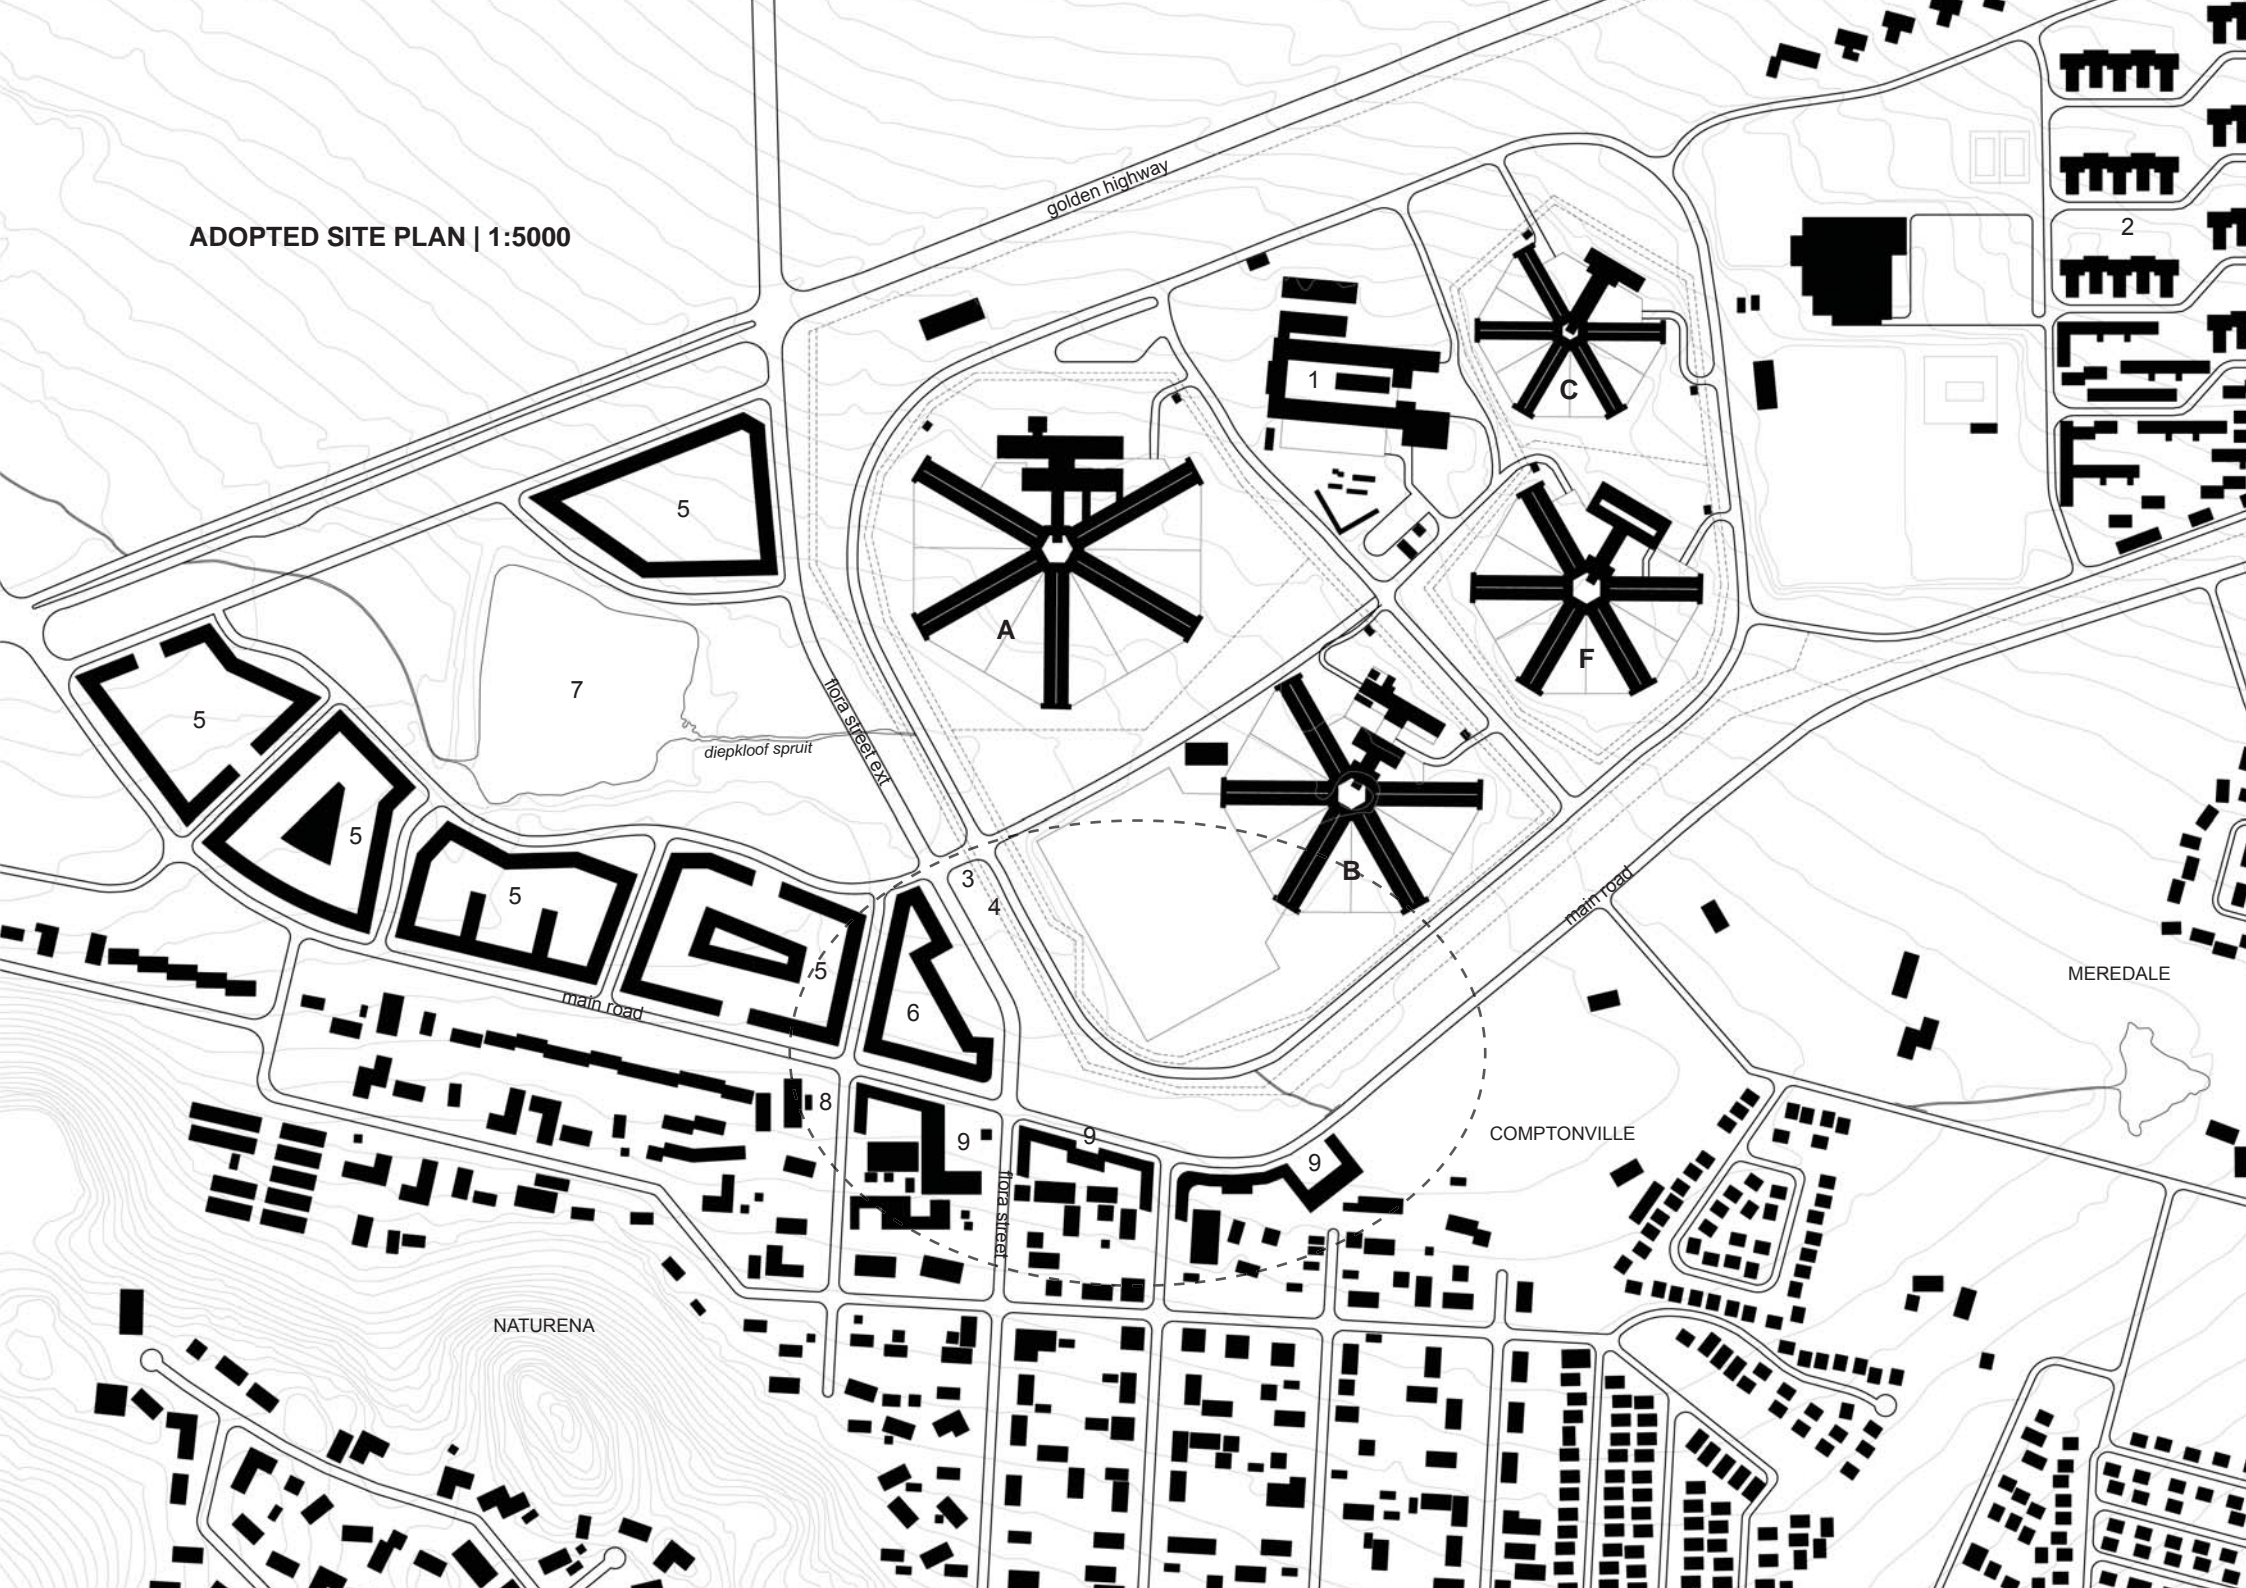 golden highway
2
ADOPTED SITE PLAN | 1:5000
1
C
5
A
F
7
5
flora street ext
diepkloof spruit
5
B
3
main road
5
4
5
MEREDALE
main road
6
8
9
9
COMPTONVILLE
9
flora street
NATURENA